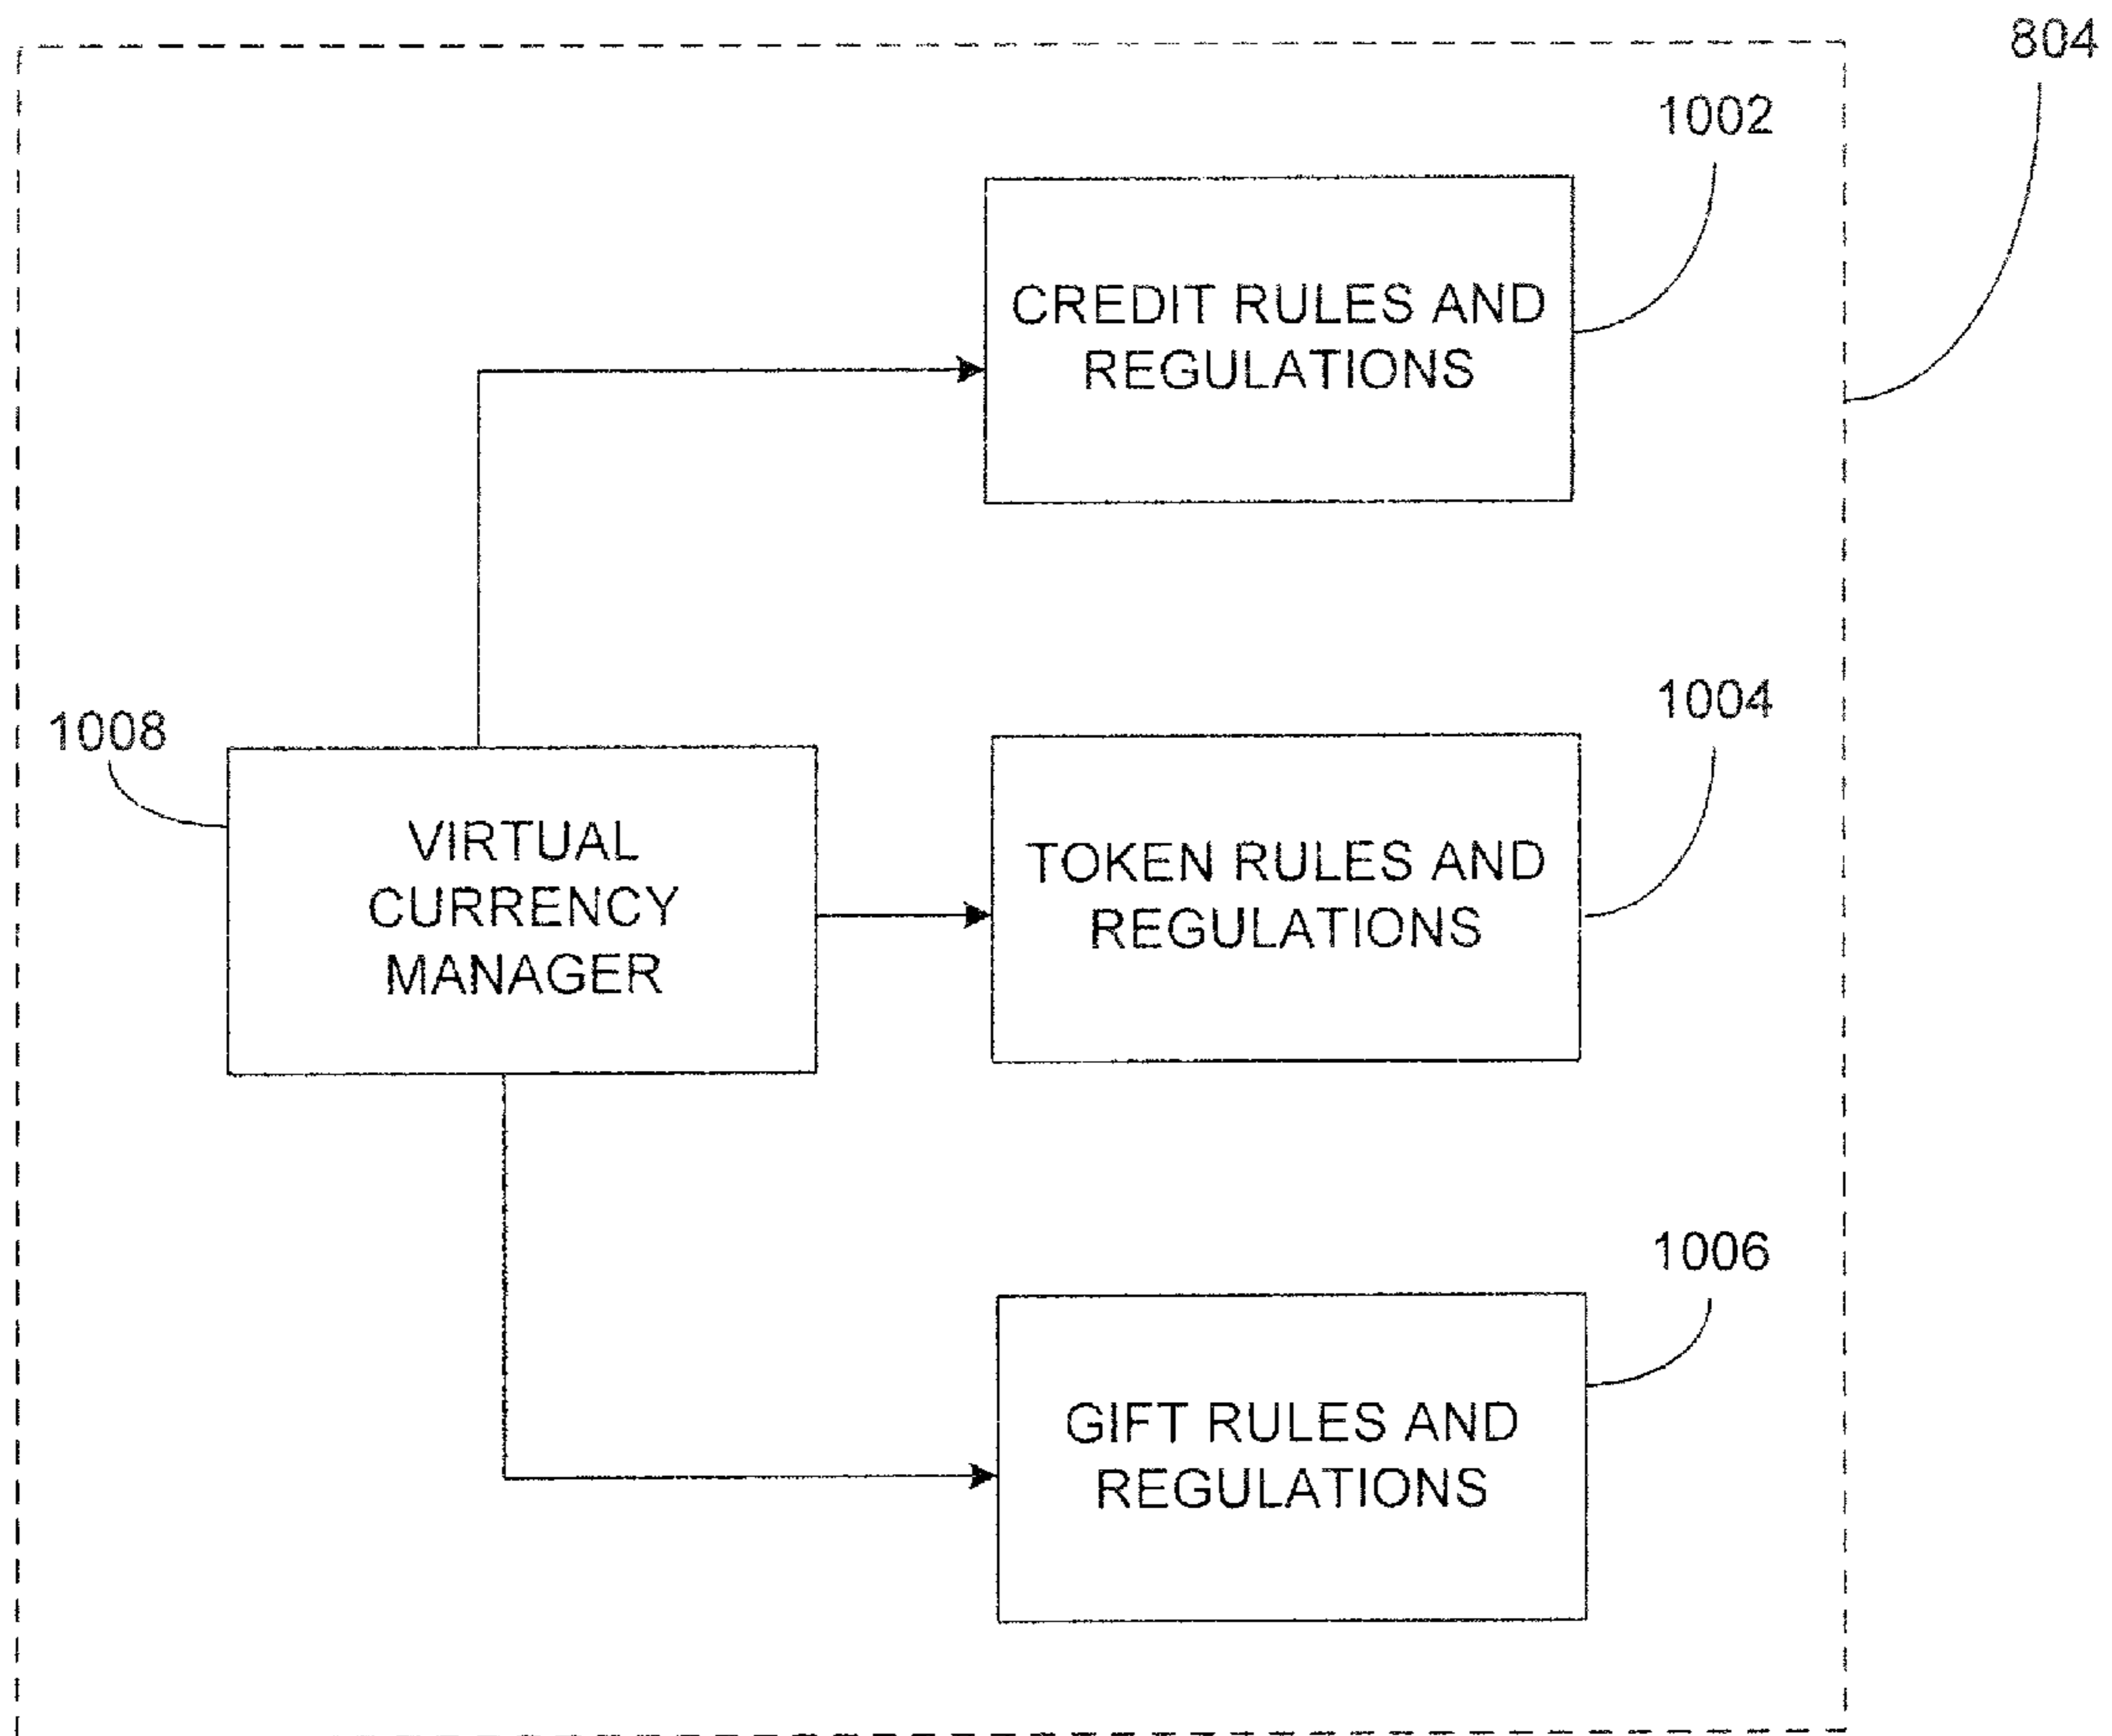 804
1002
CREDIT RULES AND
REGULATIONS
1004
1008
VIRTUAL
CURRENCY
MANAGER
TOKEN RULES AND
REGULATIONS
1006
GIFT RULES AND
REGULATIONS